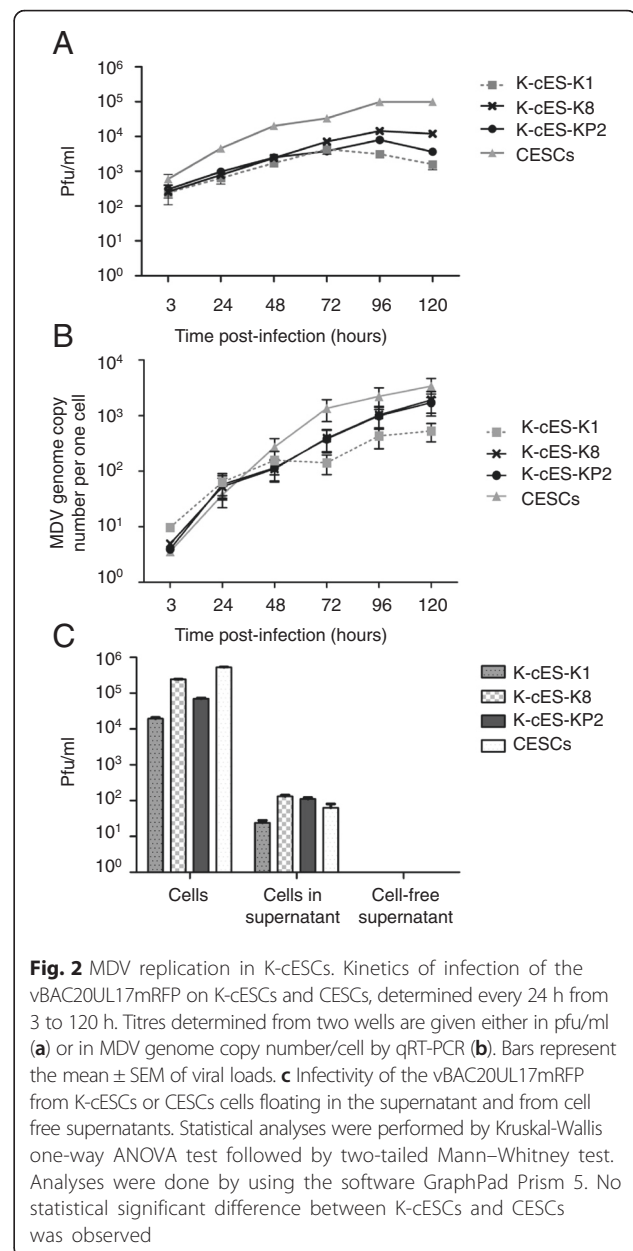 A
10⁶
10⁵
10⁴
10³
10²
10¹
10⁰
Pfu/ml
3 24 48 72 96 120
Time post-infection (hours)
K-cES-K1
K-cES-K8
K-cES-KP2
CESCs
B
10⁴
10³
10²
10¹
10⁰
MDV genome copy
number per one cell
3 24 48 72 96 120
Time post-infection (hours)
K-cES-K1
K-cES-K8
K-cES-KP2
CESCs
C
10⁶
10⁵
10⁴
10³
10²
10¹
10⁰
Pfu/ml
Cells
Cells in
supernatant
Cell-free
supernatant
K-cES-K1
K-cES-K8
K-cES-KP2
CESCs
Fig. 2 MDV replication in K-cESCs. Kinetics of infection of the
vBAC20UL17mRFP on K-cESCs and CESCs, determined every 24 h from
3 to 120 h. Titres determined from two wells are given either in pfu/ml
(a) or in MDV genome copy number/cell by qRT-PCR (b). Bars represent
the mean ± SEM of viral loads. c Infectivity of the vBAC20UL17mRFP
from K-cESCs or CESCs cells floating in the supernatant and from cell
free supernatants. Statistical analyses were performed by Kruskal-Wallis
one-way ANOVA test followed by two-tailed Mann–Whitney test.
Analyses were done by using the software GraphPad Prism 5. No
statistical significant difference between K-cESCs and CESCs
was observed